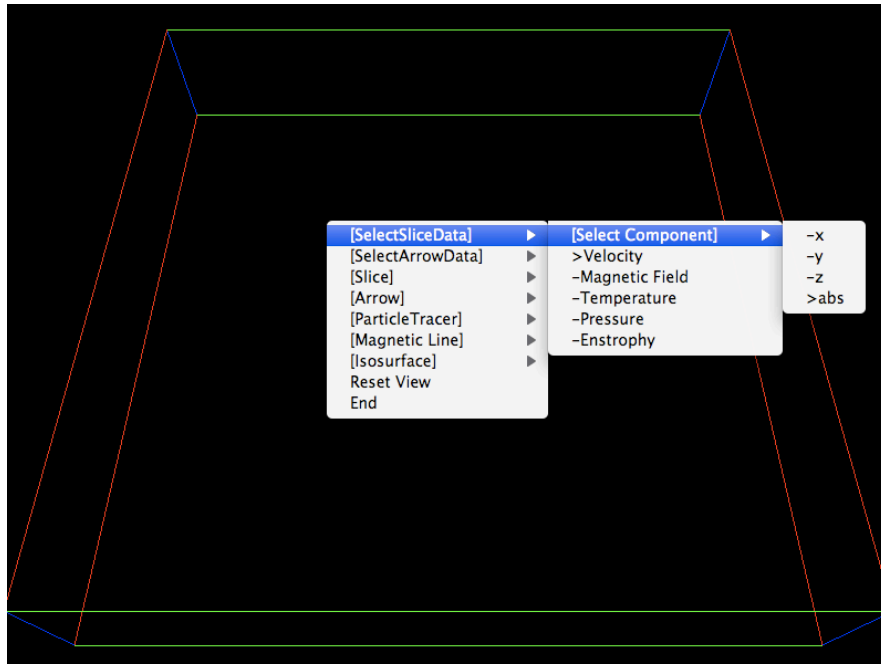 [SelectSliceData]
[SelectArrowData]
[Slice]
[Arrow]
[ParticleTracer]
[Magnetic Line]
[Isosurface]
Reset View
End
[Select Component]
>Velocity
-Magnetic Field
-Temperature
-Pressure
-Enstrophy
-x
-y
-z
>abs